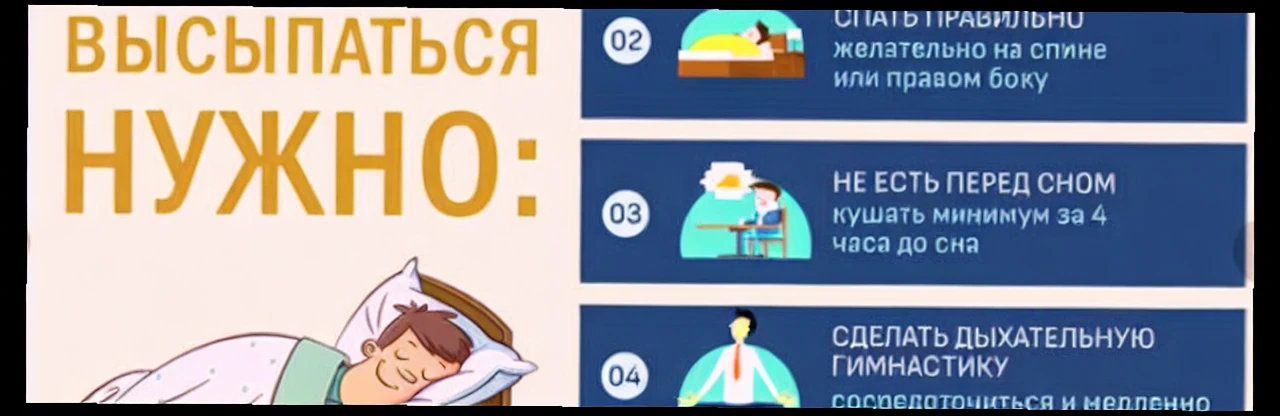 ВЫСЫПАТЬСЯ
НУЖНО:
02
СПАТЬ ПРАВИЛЬНО
желательно на спине
или правом боку
03
НЕ ЕСТЬ ПЕРЕД СНОМ
кушать минимум за 4
часа до сна
04
СДЕЛАТЬ ДЫХАТЕЛЬНУЮ
ГИМНАСТИКУ
сосредоточиться и медленно